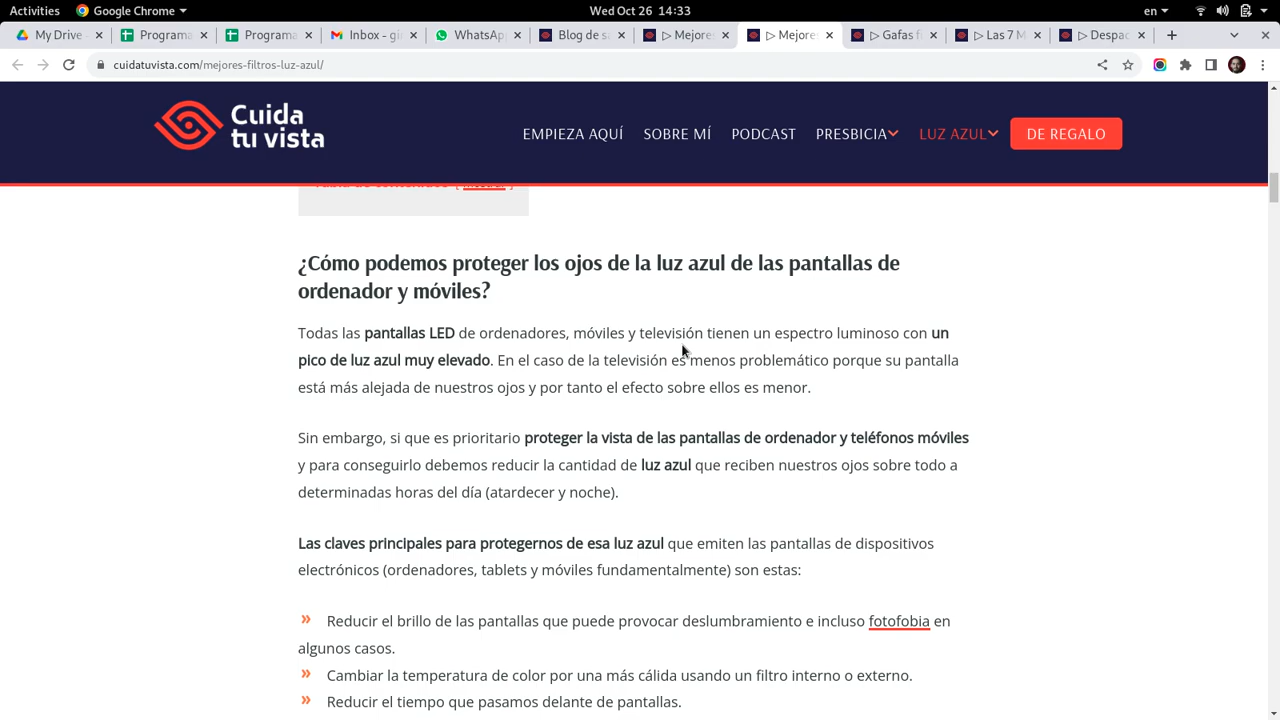 Activities
Google Chrome
Wed Oct 26 14:33
en
My Drive -
Programa
Programa
Inbox - gi
WhatsApp
Blog de sa
▷ Mejores
▷ Mejores
▷ Gafas f
▷ Las 7 M
▷ Despac
cuidatuvista.com/mejores-filtros-luz-azul/
Cuida
tu vista
EMPIEZA AQUÍ
SOBRE MÍ
PODCAST
PRESBICIA
LUZ AZUL
DE REGALO
¿Cómo podemos proteger los ojos de la luz azul de las pantallas de
ordenador y móviles?
Todas las pantallas LED de ordenadores, móviles y televisión tienen un espectro luminoso con un
pico de luz azul muy elevado. En el caso de la televisión es menos problemático porque su pantalla
está más alejada de nuestros ojos y por tanto el efecto sobre ellos es menor.
Sin embargo, si que es prioritario proteger la vista de las pantallas de ordenador y teléfonos móviles
y para conseguirlo debemos reducir la cantidad de luz azul que reciben nuestros ojos sobre todo a
determinadas horas del día (atardecer y noche).
Las claves principales para protegernos de esa luz azul que emiten las pantallas de dispositivos
electrónicos (ordenadores, tablets y móviles fundamentalmente) son estas:
» Reducir el brillo de las pantallas que puede provocar deslumbramiento e incluso fotofobia en
algunos casos.
» Cambiar la temperatura de color por una más cálida usando un filtro interno o externo.
» Reducir el tiempo que pasamos delante de pantallas.